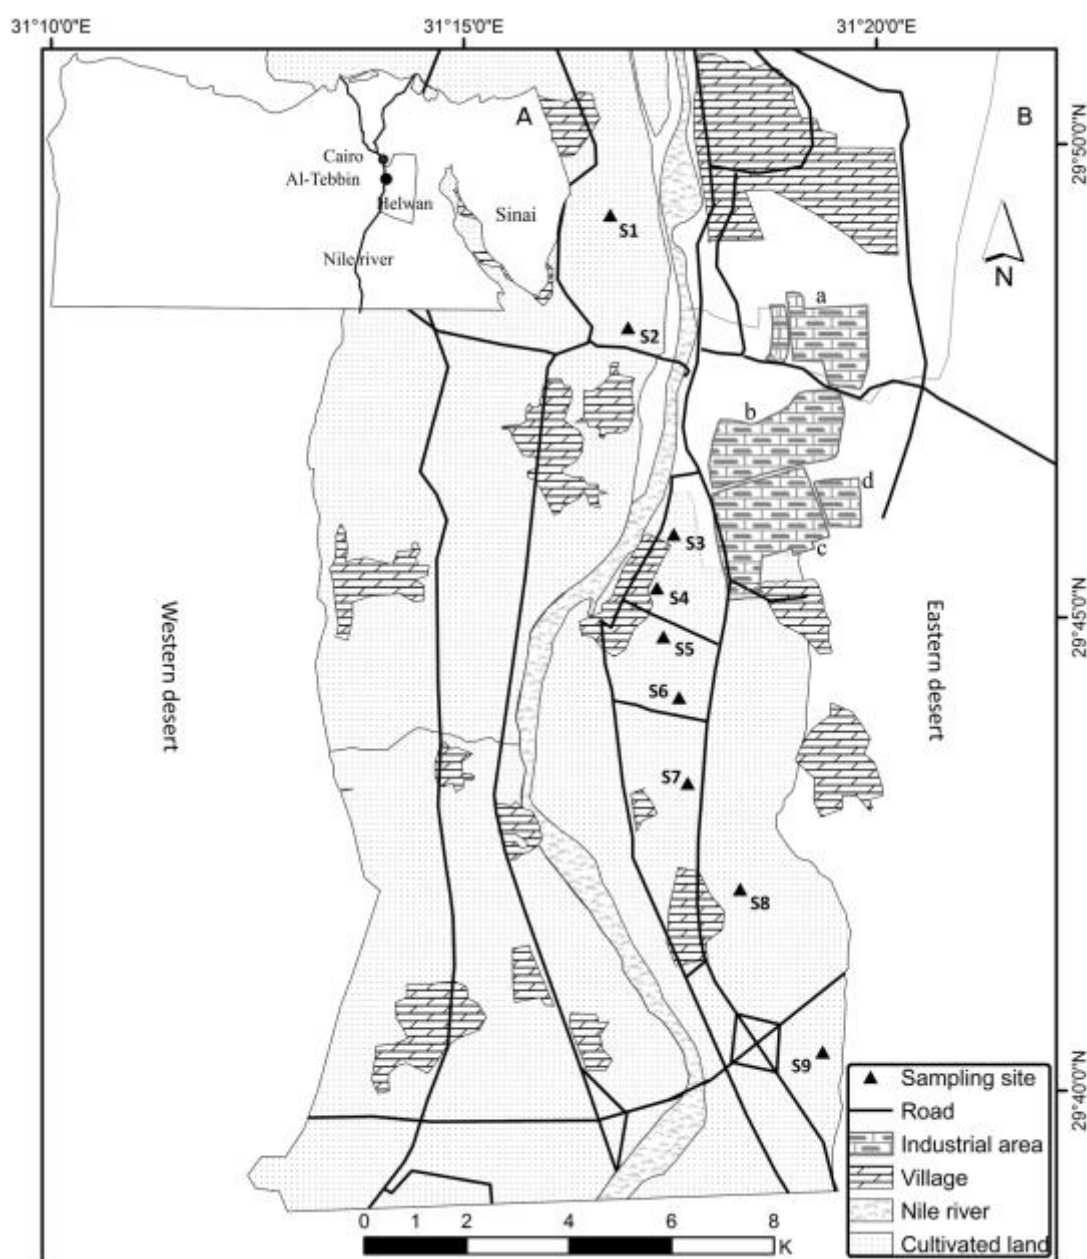 31°10'0"E
31°15'0"E
31°20'0"E
A
B
29°50'0"N
Cairo
Al-Tebbin
Helwan
Sinai
Nile river
S1
N
a
S2
b
d
S3
c
S4
29°45'0"N
Western desert
Eastern desert
S5
S6
S7
S8
S9
29°40'0"N
Sampling site
Road
Industrial area
Village
Nile river
Cultivated land
0 1 2 4 6 8
K